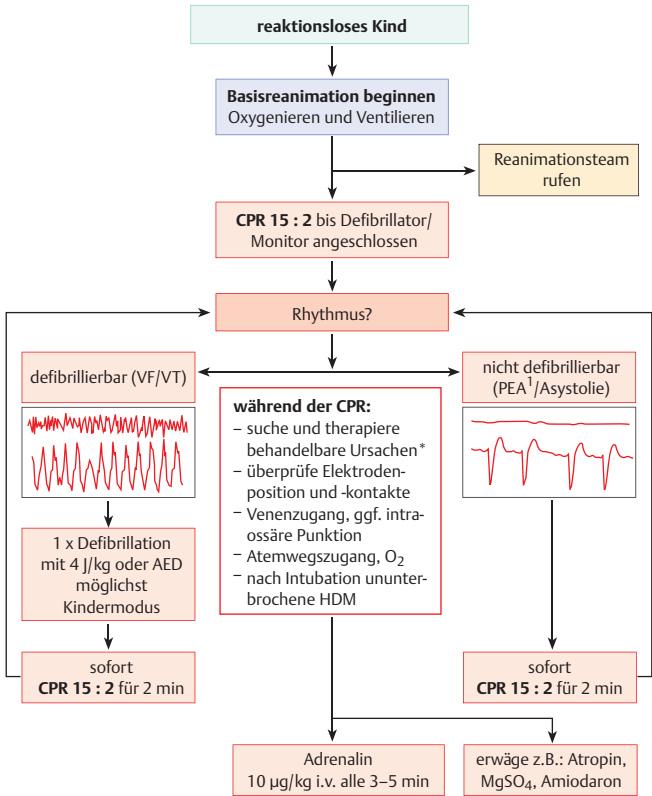 reaktionsloses Kind
Basisreanimation beginnen
Oxygenieren und Ventilieren
Reanimationsteam
rufen
CPR 15 : 2 bis Defibrillator/
Monitor angeschlossen
Rhythmus?
defibrillierbar (VF/VT)
nicht defibrillierbar
(PEA¹/Asystolie)
während der CPR:
– suche und therapiere
behandelbare Ursachen*
– überprüfe Elektroden-
position und -kontakte
– Venenzugang, ggf. intra-
ossäre Punktion
– Atemwegszugang, O₂
– nach Intubation ununter-
brochene HDM
1 x Defibrillation
mit 4 J/kg oder AED
möglichst
Kindermodus
sofort
CPR 15 : 2 für 2 min
sofort
CPR 15 : 2 für 2 min
Adrenalin
10 µg/kg i.v. alle 3–5 min
erwäge z.B.: Atropin,
MgSO₄, Amiodaron